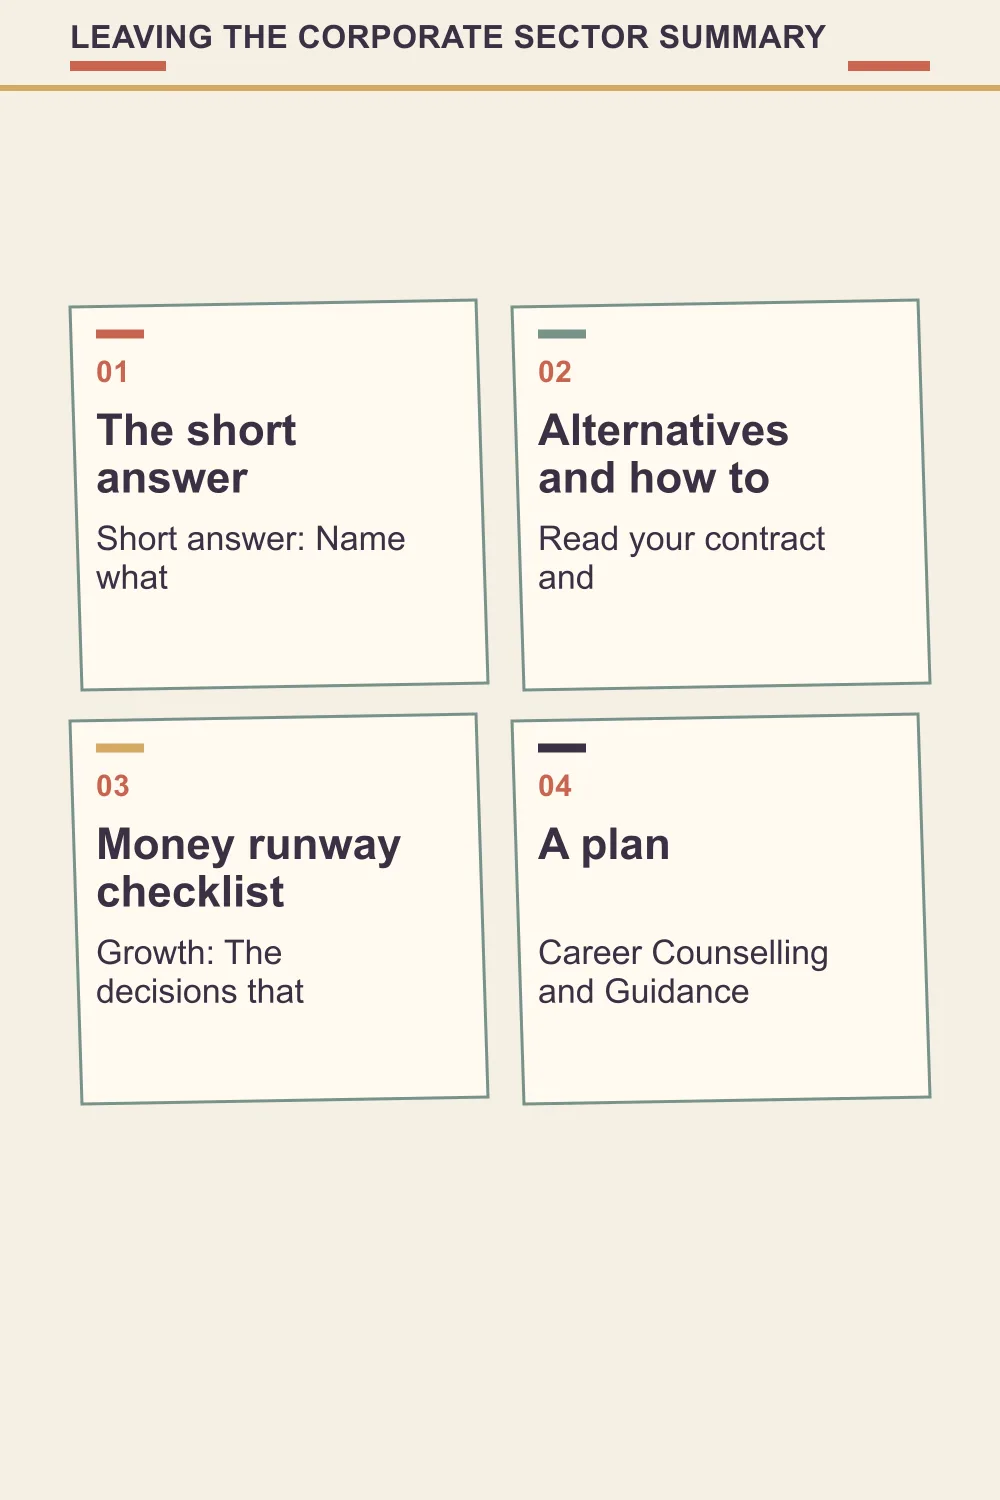 LEAVING THE CORPORATE SECTOR SUMMARY
01
The short
answer
Short answer: Name
what
02
Alternatives
and how to
Read your contract
and
03
Money runway
checklist
Growth: The
decisions that
04
A plan
Career Counselling
and Guidance